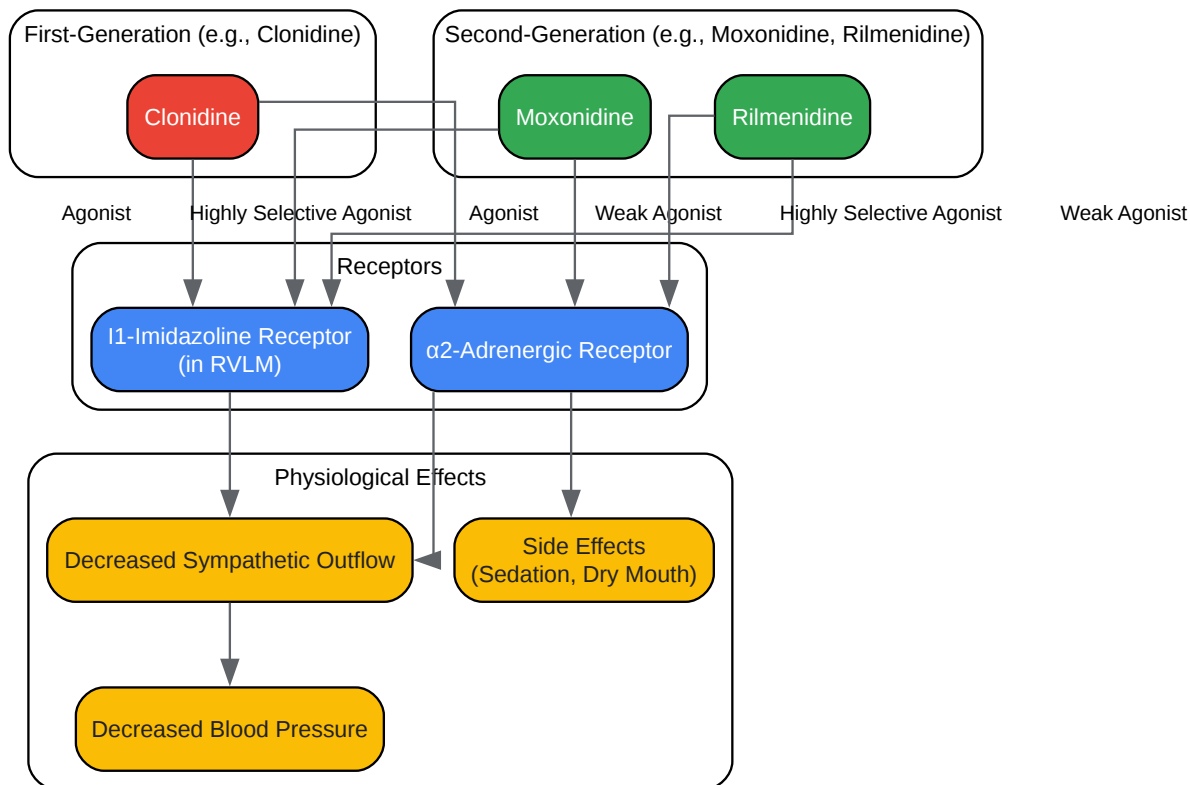 First-Generation (e.g., Clonidine)
Second-Generation (e.g., Moxonidine, Rilmenidine)
Clonidine
Moxonidine
Rilmenidine
Agonist
Highly Selective Agonist
Agonist
Weak Agonist
Highly Selective Agonist
Weak Agonist
Receptors
I1-Imidazoline Receptor
(in RVLM)
α2-Adrenergic Receptor
Physiological Effects
Decreased Sympathetic Outflow
Side Effects
(Sedation, Dry Mouth)
Decreased Blood Pressure